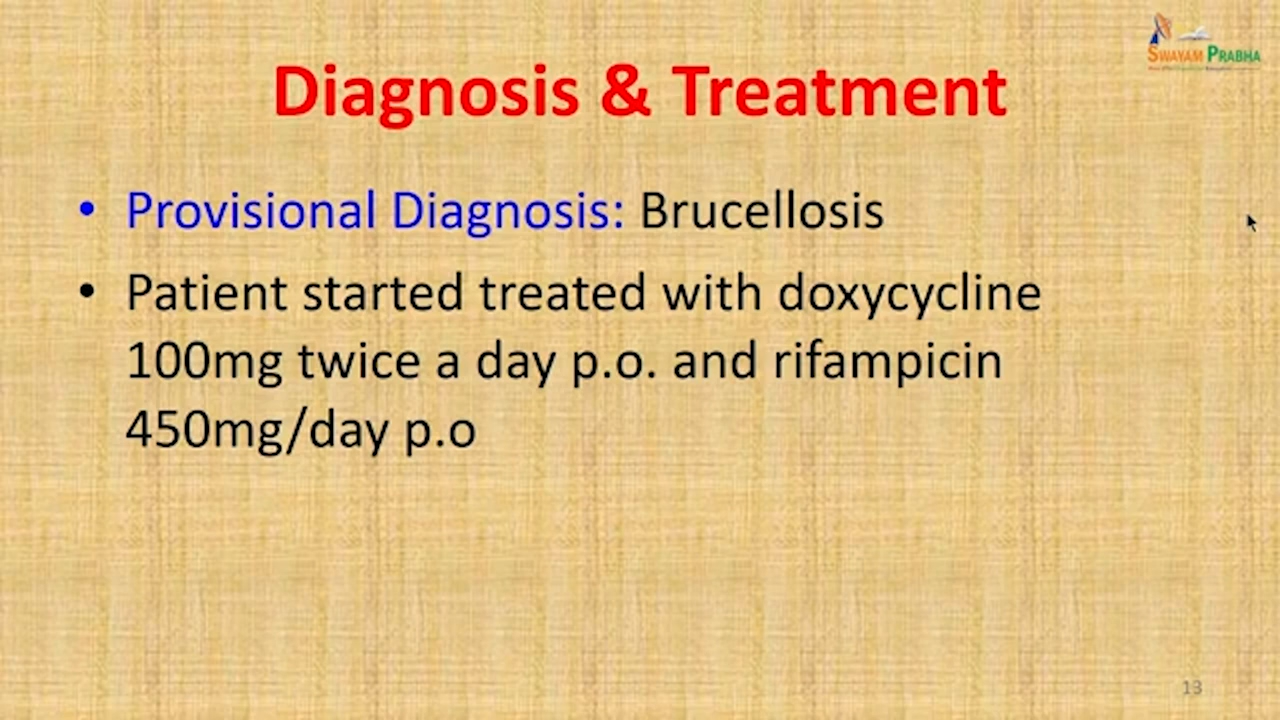 SWAYAM PRABHA
Diagnosis & Treatment
• Provisional Diagnosis: Brucellosis
• Patient started treated with doxycycline
100mg twice a day p.o. and rifampicin
450mg/day p.o
13